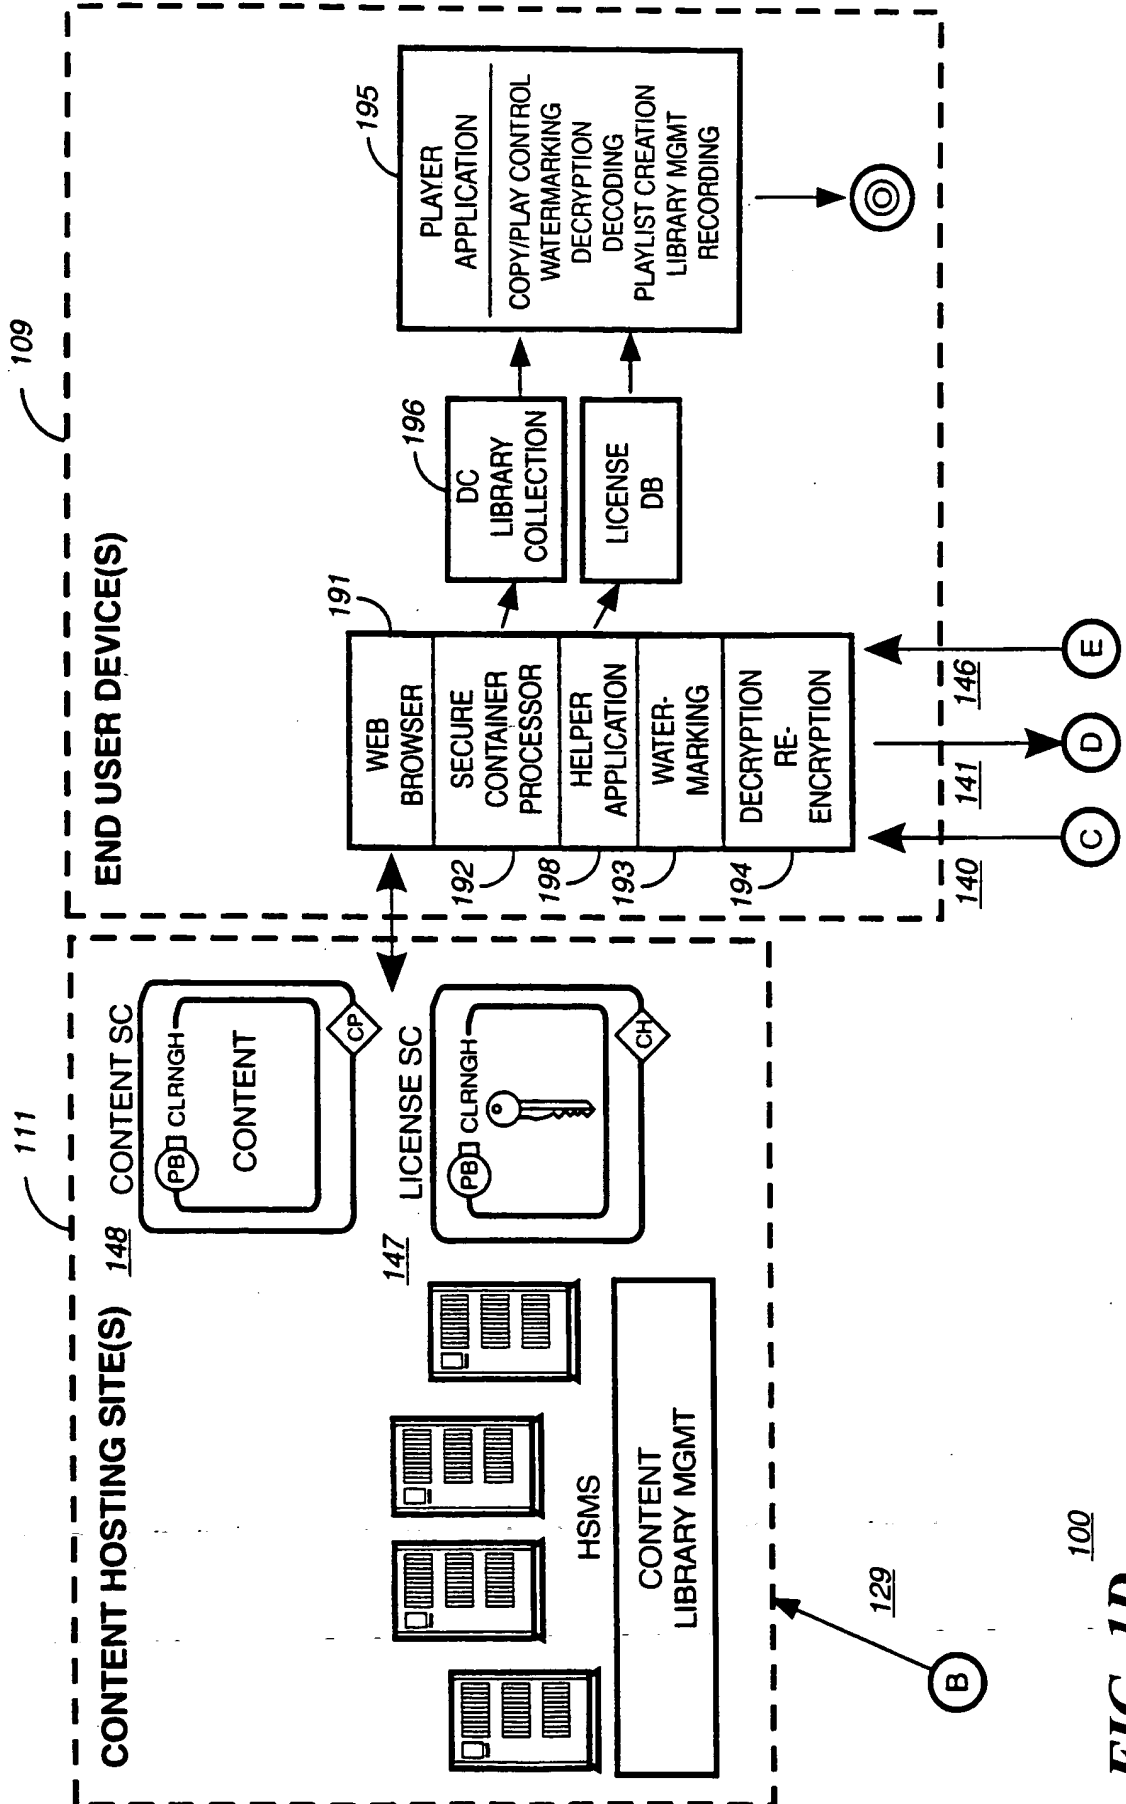 111
CONTENT HOSTING SITE(S)
148
CONTENT SC
PB
CLRNGH
CONTENT
CP
147
LICENSE SC
PB
CLRNGH
CH
HSMS
CONTENT
LIBRARY MGMT
129
B
109
END USER DEVICE(S)
191
WEB
BROWSER
SECURE
CONTAINER
PROCESSOR
HELPER
APPLICATION
WATER-
MARKING
DECRYPTION
RE-
ENCRYPTION
192
198
193
194
196
DC
LIBRARY
COLLECTION
LICENSE
DB
195
PLAYER
APPLICATION
COPY/PLAY CONTROL
WATERMARKING
DECRYPTION
DECODING
PLAYLIST CREATION
LIBRARY MGMT
RECORDING
140
141
146
C
D
E
100
FIG. 1D